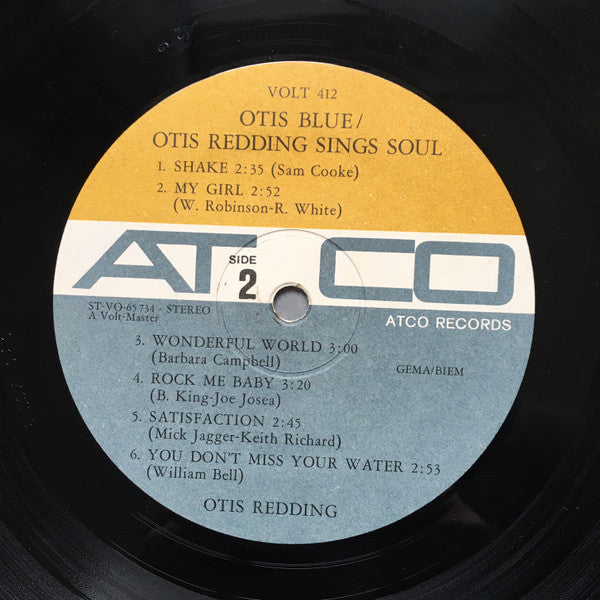 VOLT 412
OTIS BLUE/
OTIS REDDING SINGS SOUL
1. SHAKE 2:35 (Sam Cooke)
2. MY GIRL 2:52
(W. Robinson-R. White)
ATCO
SIDE
2
ST-VO-65734 - STEREO
A Volt-Master
ATCO RECORDS
3. WONDERFUL WORLD 3:00
(Barbara Campbell)
GEMA/BIEM
4. ROCK ME BABY 3:20
(B. King-Joe Josea)
5. SATISFACTION 2:45
(Mick Jagger-Keith Richard)
6. YOU DON'T MISS YOUR WATER 2:53
(William Bell)
OTIS REDDING